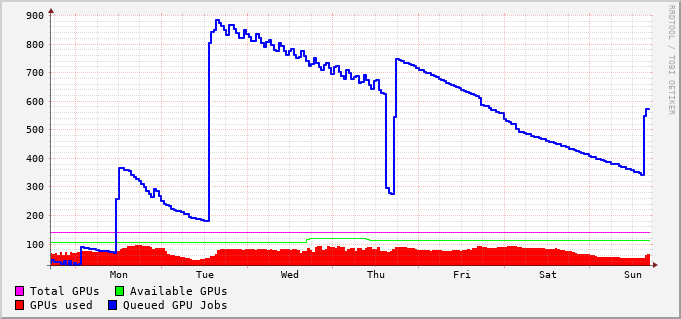 900
800
700
600
500
400
300
200
100
Mon Tue Wed Thu Fri Sat Sun
Total GPUs Available GPUs
GPUs used Queued GPU Jobs
RRDTOOL / TOBI OETIKER